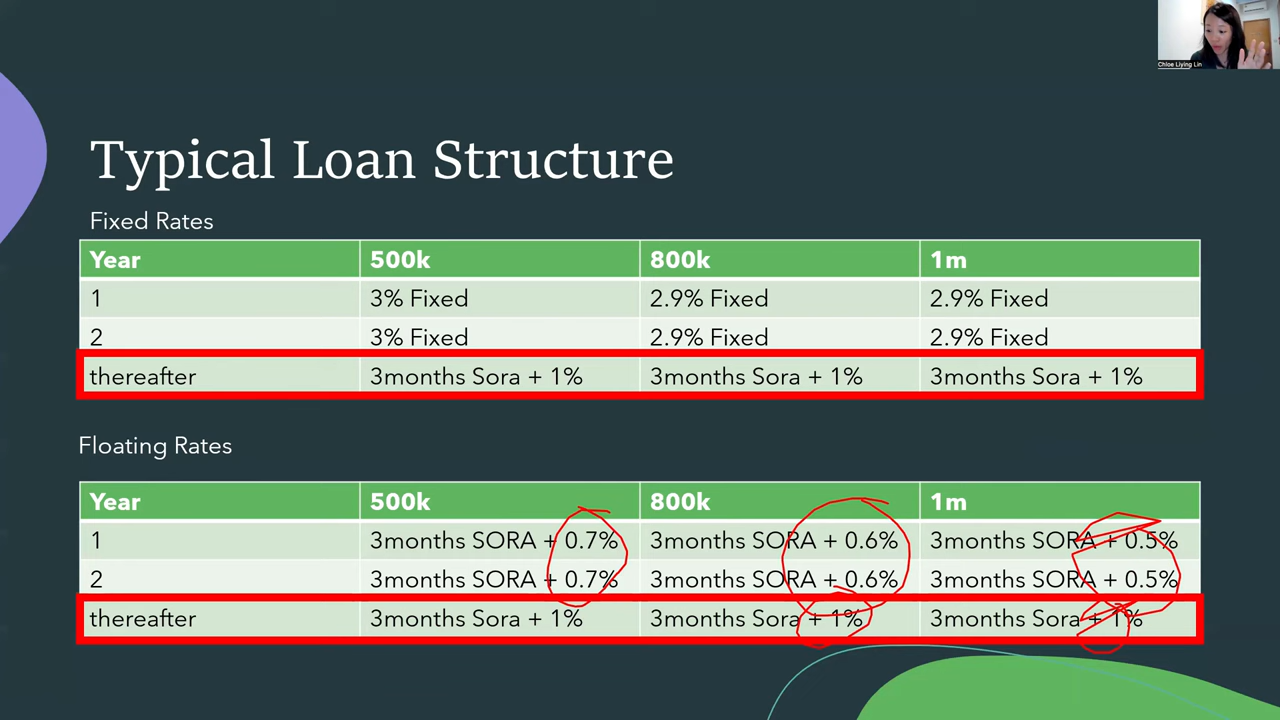 Chloe Liying Lin
Typical Loan Structure
Fixed Rates
Year 500k 800k 1m
1 3% Fixed 2.9% Fixed 2.9% Fixed
2 3% Fixed 2.9% Fixed 2.9% Fixed
thereafter 3months Sora + 1% 3months Sora + 1% 3months Sora + 1%
Floating Rates
Year 500k 800k 1m
1 3months SORA + 0.7% 3months SORA + 0.6% 3months SORA + 0.5%
2 3months SORA + 0.7% 3months SORA + 0.6% 3months SORA + 0.5%
thereafter 3months Sora + 1% 3months Sora + 1% 3months Sora + 1%